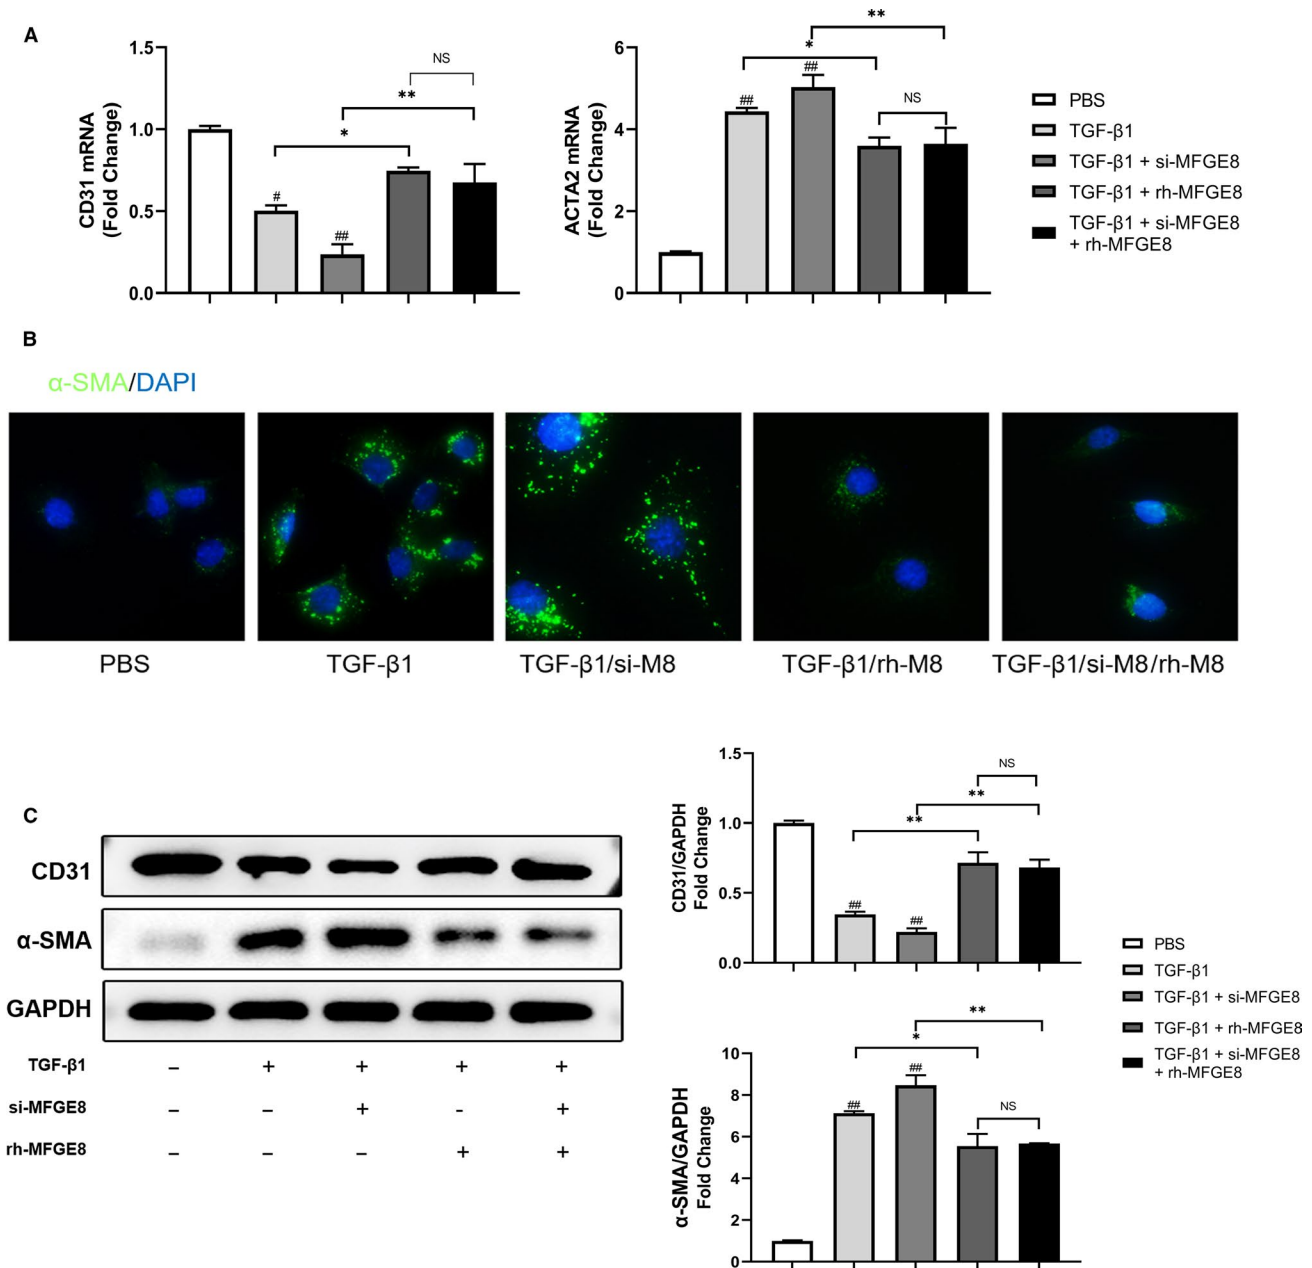 A
1.5
1.0
0.5
0.0
CD31 mRNA
(Fold Change)
#
##
*
**
NS
6
4
2
0
ACTA2 mRNA
(Fold Change)
##
##
*
**
NS
PBS
TGF-β1
TGF-β1 + si-MFGE8
TGF-β1 + rh-MFGE8
TGF-β1 + si-MFGE8
+ rh-MFGE8
B
α-SMA/DAPI
PBS
TGF-β1
TGF-β1/si-M8
TGF-β1/rh-M8
TGF-β1/si-M8/rh-M8
C
CD31
α-SMA
GAPDH
TGF-β1 – + + + +
si-MFGE8 – – + - +
rh-MFGE8 – – – + +
1.5
1.0
0.5
0.0
CD31/GAPDH
Fold Change
##
##
**
**
NS
10
8
6
4
2
0
α-SMA/GAPDH
Fold Change
##
##
*
**
NS
PBS
TGF-β1
TGF-β1 + si-MFGE8
TGF-β1 + rh-MFGE8
TGF-β1 + si-MFGE8
+ rh-MFGE8